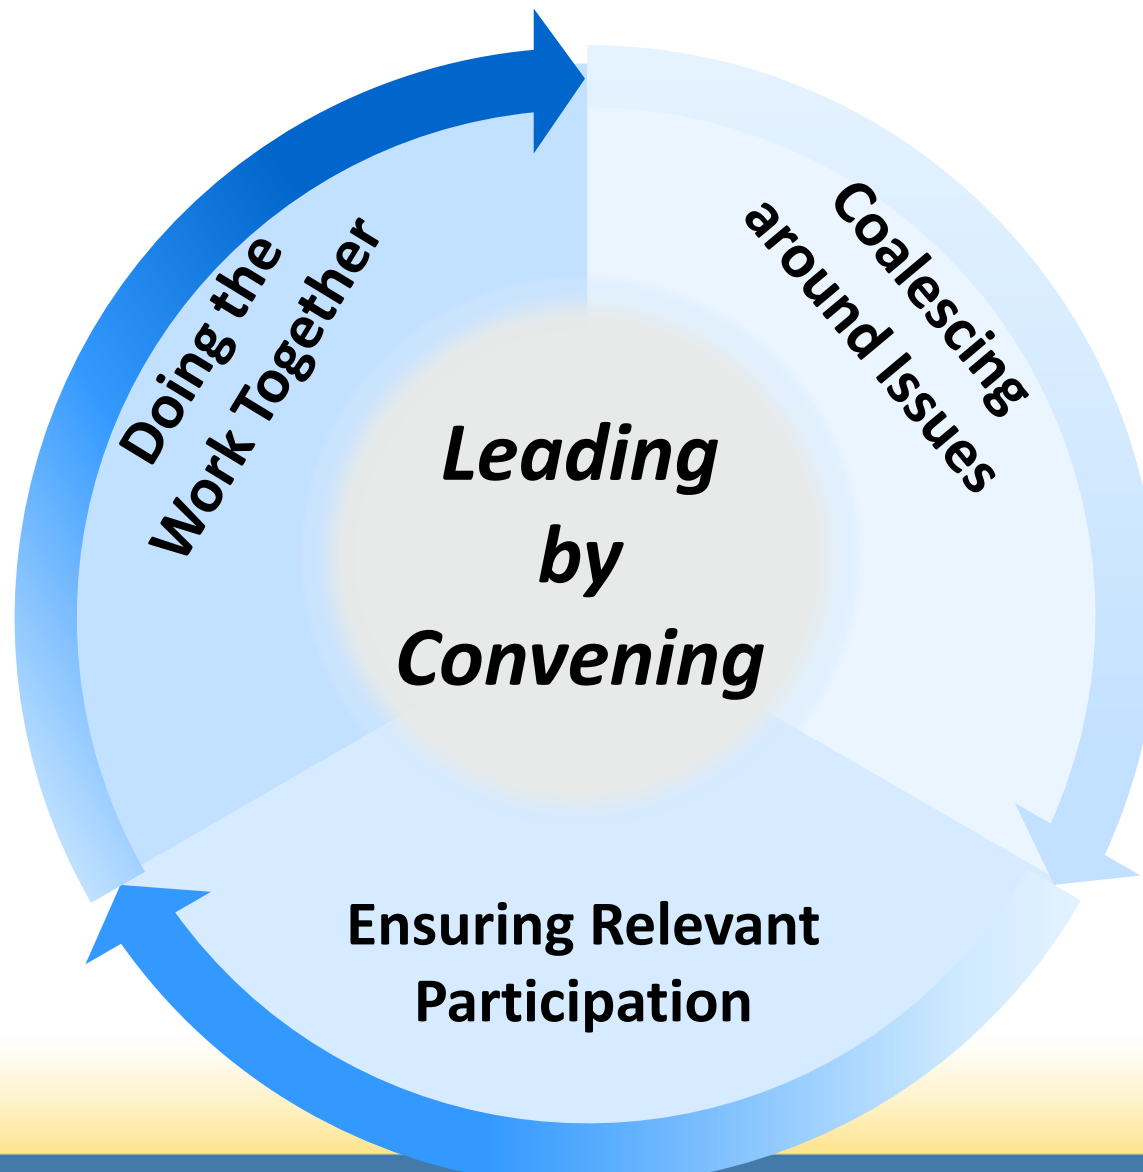 Coalescing
around Issues
Doing the
Work Together
Leading
by
Convening
Ensuring Relevant
Participation